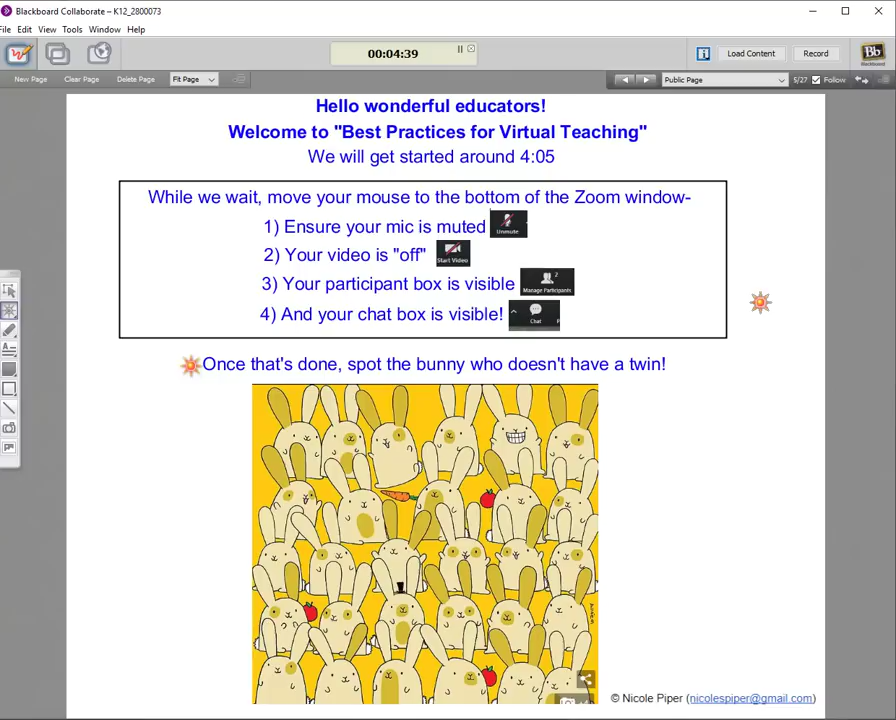 Blackboard Collaborate – K12_2800073
File Edit View Tools Window Help
00:04:39
Load Content
Record
Bb
Blackboard
New Page Clear Page Delete Page Fit Page
Public Page 5/27 Follow
Hello wonderful educators!
Welcome to "Best Practices for Virtual Teaching"
We will get started around 4:05
While we wait, move your mouse to the bottom of the Zoom window-
1) Ensure your mic is muted
Unmute
2) Your video is "off"
Start Video
3) Your participant box is visible
2
Manage Participants
4) And your chat box is visible!
Chat
Once that's done, spot the bunny who doesn't have a twin!
© Nicole Piper (nicolespiper@gmail.com)